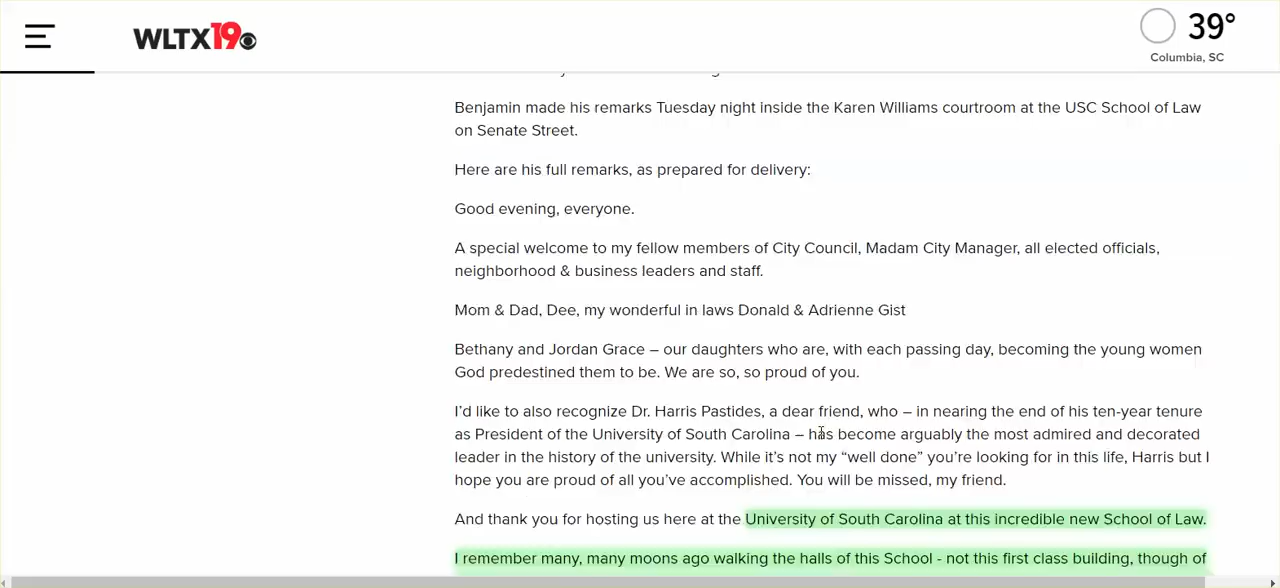 WLTX19
39°
Columbia, SC
Benjamin made his remarks Tuesday night inside the Karen Williams courtroom at the USC School of Law
on Senate Street.
Here are his full remarks, as prepared for delivery:
Good evening, everyone.
A special welcome to my fellow members of City Council, Madam City Manager, all elected officials,
neighborhood & business leaders and staff.
Mom & Dad, Dee, my wonderful in laws Donald & Adrienne Gist
Bethany and Jordan Grace – our daughters who are, with each passing day, becoming the young women
God predestined them to be. We are so, so proud of you.
I’d like to also recognize Dr. Harris Pastides, a dear friend, who – in nearing the end of his ten-year tenure
as President of the University of South Carolina – has become arguably the most admired and decorated
leader in the history of the university. While it’s not my “well done” you’re looking for in this life, Harris but I
hope you are proud of all you’ve accomplished. You will be missed, my friend.
And thank you for hosting us here at the University of South Carolina at this incredible new School of Law.
I remember many, many moons ago walking the halls of this School - not this first class building, though of